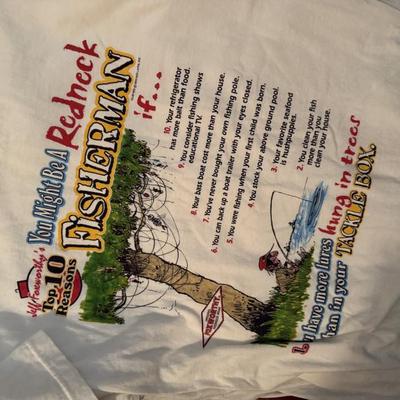 Jeff Foxworthy's
Top 10
Reasons
You Might Be A Redneck
FISHERMAN if...
10. Your refrigerator
has more bait than food.
9. You consider fishing shows
educational TV.
8. Your bass boat cost more than your house.
7. You've never bought your own fishing pole.
6. You can back up a boat trailer with your eyes closed.
5. You were fishing when your first child was born.
4. You stock your above ground pool.
3. Your favorite seafood
is hushpuppies.
2. You clean your fish
more than you
clean your house.
FOXWORTHY
You have more lures hung in trees
than in your TACKLE BOX.